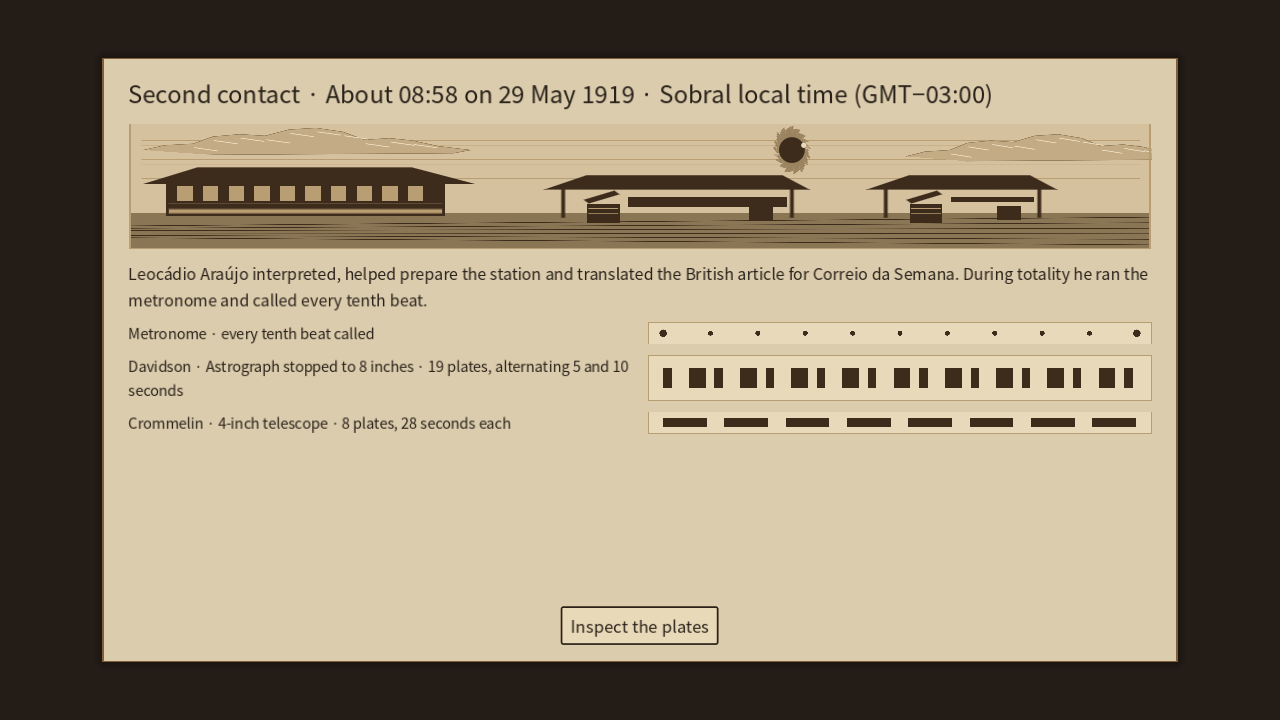 Second contact · About 08:58 on 29 May 1919 · Sobral local time (GMT−03:00)
Leocádio Araújo interpreted, helped prepare the station and translated the British article for Correio da Semana. During totality he ran the
metronome and called every tenth beat.
Metronome · every tenth beat called
Davidson · Astrograph stopped to 8 inches · 19 plates, alternating 5 and 10
seconds
Crommelin · 4-inch telescope · 8 plates, 28 seconds each
Inspect the plates